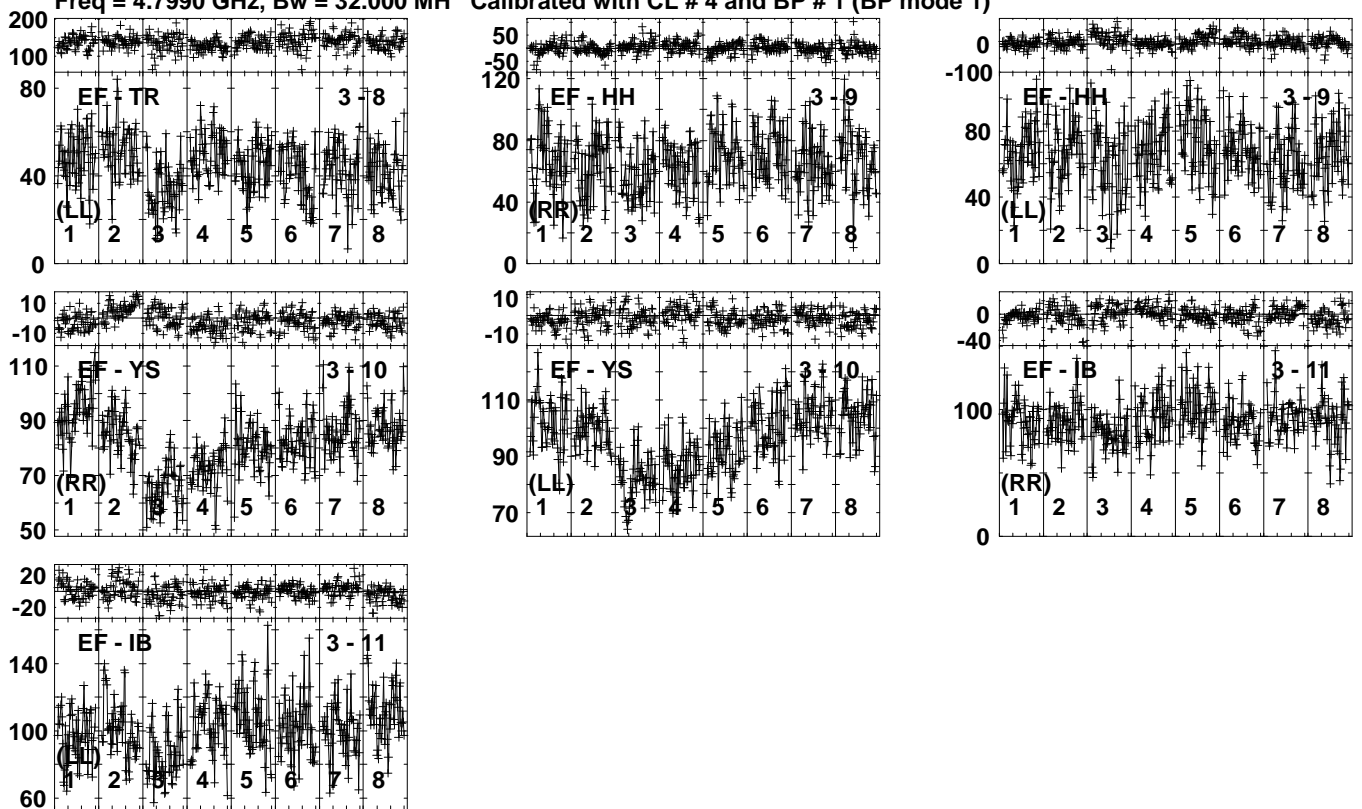 Freq = 4.7990 GHz, Bw = 32.000 MH Calibrated with CL # 4 and BP # 1 (BP mode 1)
200
100
80
40
0
EF - TR 3 - 8
(LL)
1 2 3 4 5 6 7 8
50
-50
120
80
40
0
EF - HH 3 - 9
(RR)
1 2 3 4 5 6 7 8
0
-100
80
40
0
EF - HH 3 - 9
(LL)
1 2 3 4 5 6 7 8
10
-10
110
90
70
50
EF - YS 3 - 10
(RR)
1 2 3 4 5 6 7 8
10
-10
110
90
70
EF - YS 3 - 10
(LL)
1 2 3 4 5 6 7 8
0
-40
100
0
EF - IB 3 - 11
(RR)
1 2 3 4 5 6 7 8
20
-20
140
100
60
EF - IB 3 - 11
(LL)
1 2 3 4 5 6 7 8